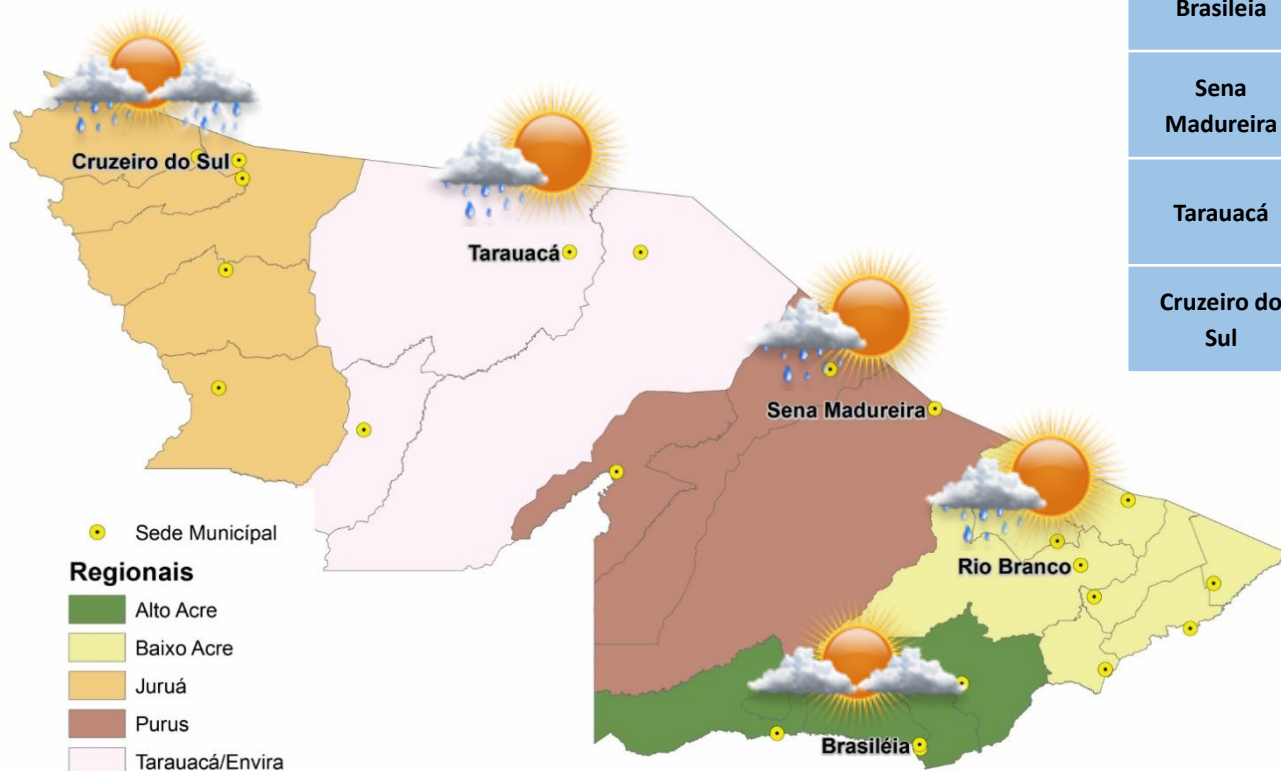 Brasileia
Sena
Madureira
Tarauacá
Cruzeiro do
Sul
Cruzeiro do Sul
Tarauacá
Sena Madureira
Rio Branco
Brasiléia
Sede Municípal
Regionais
Alto Acre
Baixo Acre
Juruá
Purus
Tarauacá/Envira